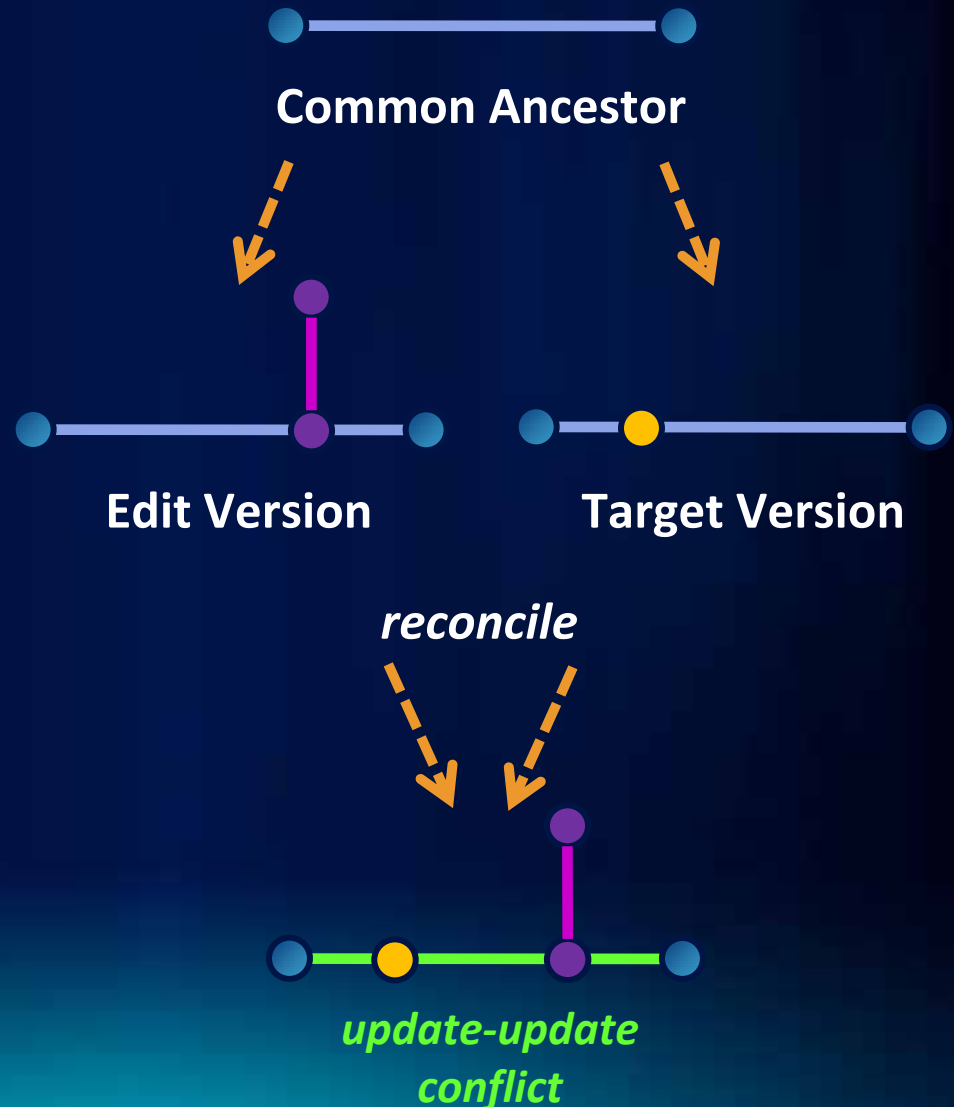 Common Ancestor
Edit Version
Target Version
reconcile
update-update
conflict